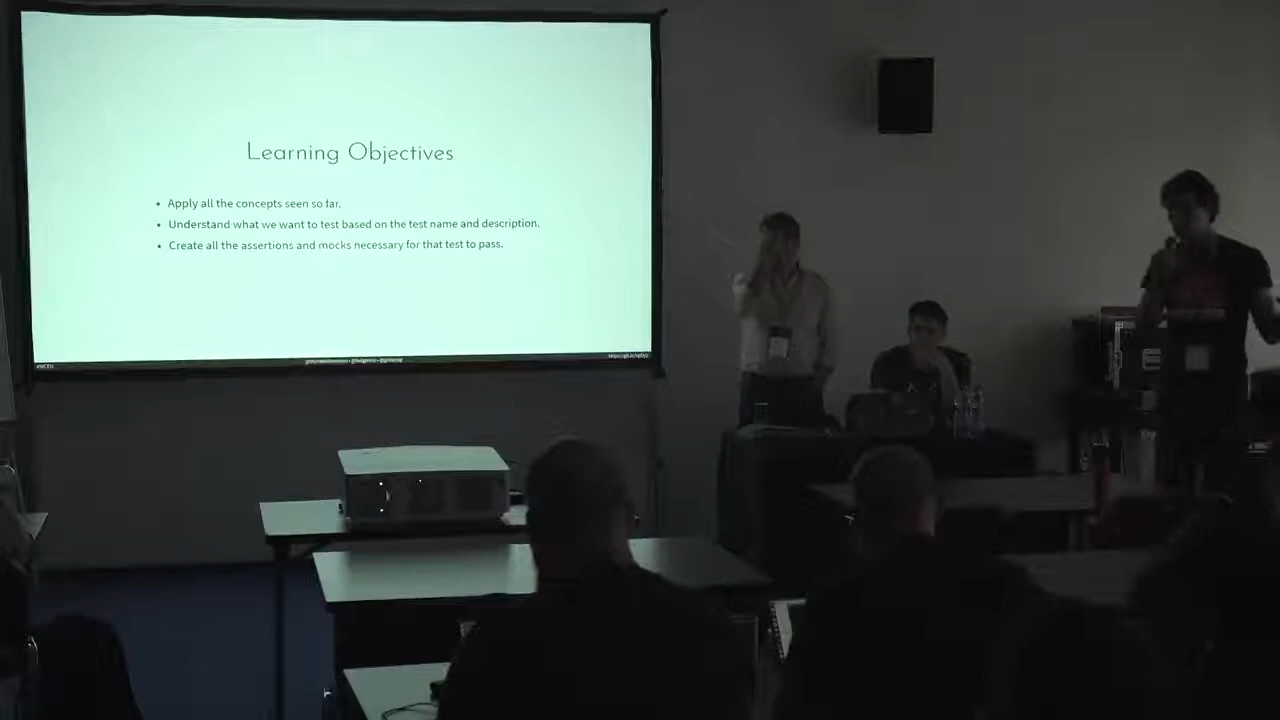 Learning Objectives
• Apply all the concepts seen so far.
• Understand what we want to test based on the test name and description.
• Create all the assertions and mocks necessary for that test to pass.
#WCEU